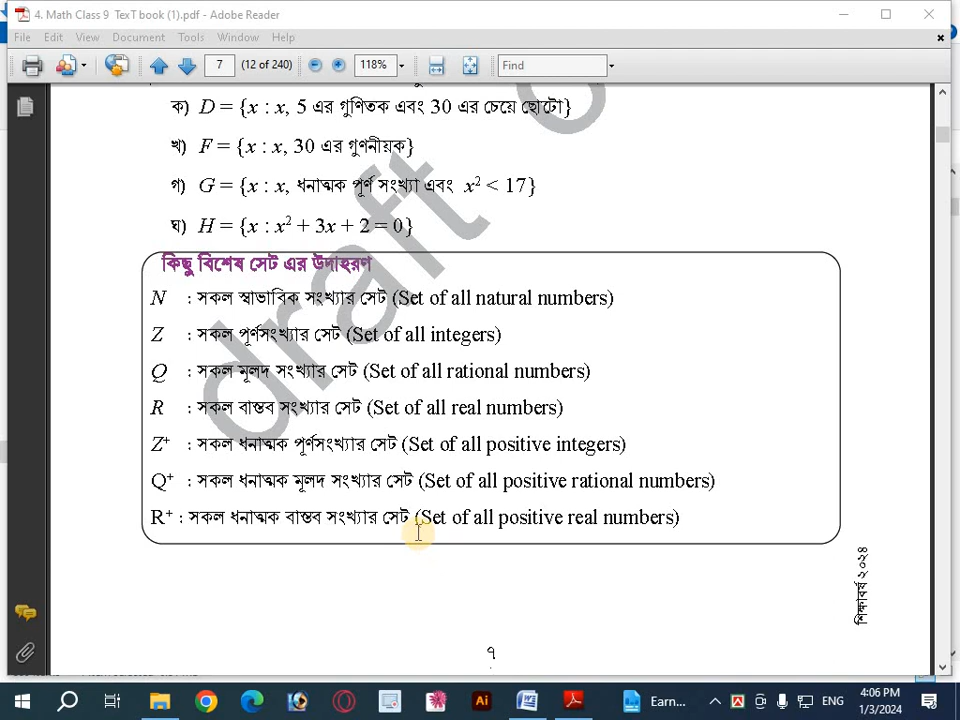 4. Math Class 9 TexT book (1).pdf - Adobe Reader
File Edit View Document Tools Window Help
7 (12 of 240) 118% Find
ক) D = {x : x, 5 এর গুণিতক এবং 30 এর চেয়ে ছোটো}
খ) F = {x : x, 30 এর গুণনীয়ক}
গ) G = {x : x, ধনাত্মক পূর্ণ সংখ্যা এবং x² < 17}
ঘ) H = {x : x² + 3x + 2 = 0}
কিছু বিশেষ সেট এর উদাহরণ
N : সকল স্বাভাবিক সংখ্যার সেট (Set of all natural numbers)
Z : সকল পূর্ণসংখ্যার সেট (Set of all integers)
Q : সকল মূলদ সংখ্যার সেট (Set of all rational numbers)
R : সকল বাস্তব সংখ্যার সেট (Set of all real numbers)
Z⁺ : সকল ধনাত্মক পূর্ণসংখ্যার সেট (Set of all positive integers)
Q⁺ : সকল ধনাত্মক মূলদ সংখ্যার সেট (Set of all positive rational numbers)
R⁺ : সকল ধনাত্মক বাস্তব সংখ্যার সেট (Set of all positive real numbers)
draft
শিক্ষাবর্ষ ২০২৪
৭
Earn... ENG 4:06 PM
1/3/2024